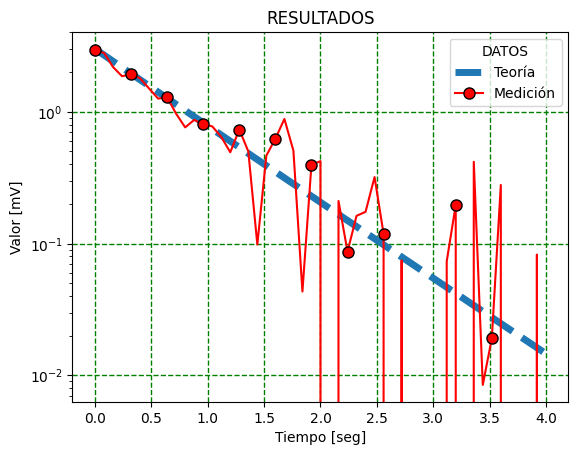 RESULTADOS
DATOS
Teoría
Medición
Valor [mV]
10⁰
10⁻¹
10⁻²
0.0 0.5 1.0 1.5 2.0 2.5 3.0 3.5 4.0
Tiempo [seg]